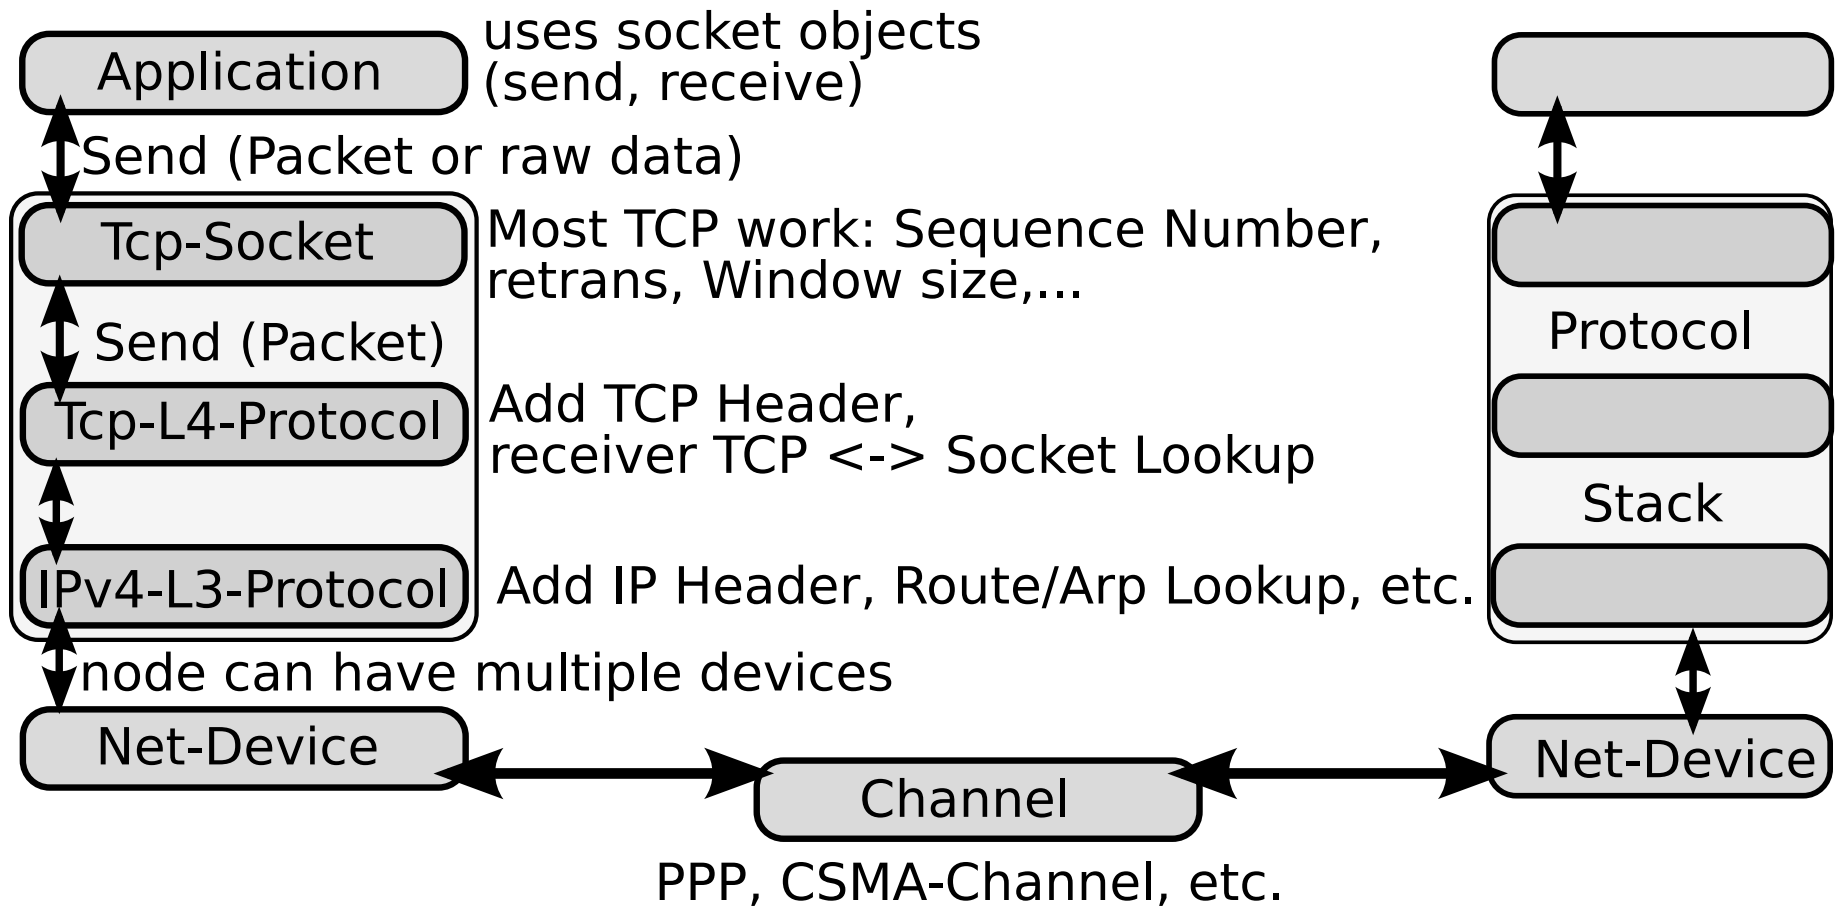 Application
uses socket objects
(send, receive)
Send (Packet or raw data)
Tcp-Socket
Most TCP work: Sequence Number,
retrans, Window size,...
Send (Packet)
Tcp-L4-Protocol
Add TCP Header,
receiver TCP <-> Socket Lookup
IPv4-L3-Protocol
Add IP Header, Route/Arp Lookup, etc.
node can have multiple devices
Net-Device
Channel
PPP, CSMA-Channel, etc.
Protocol
Stack
Net-Device